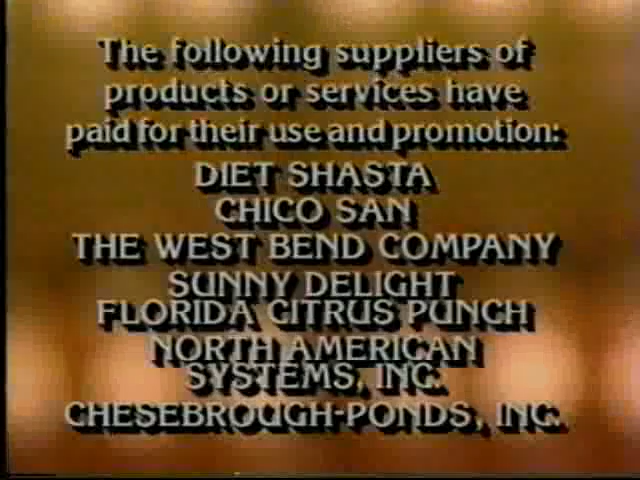 The following suppliers of
products or services have
paid for their use and promotion:
DIET SHASTA
CHICO SAN
THE WEST BEND COMPANY
SUNNY DELIGHT
FLORIDA CITRUS PUNCH
NORTH AMERICAN
SYSTEMS, INC.
CHESEBROUGH-PONDS, INC.